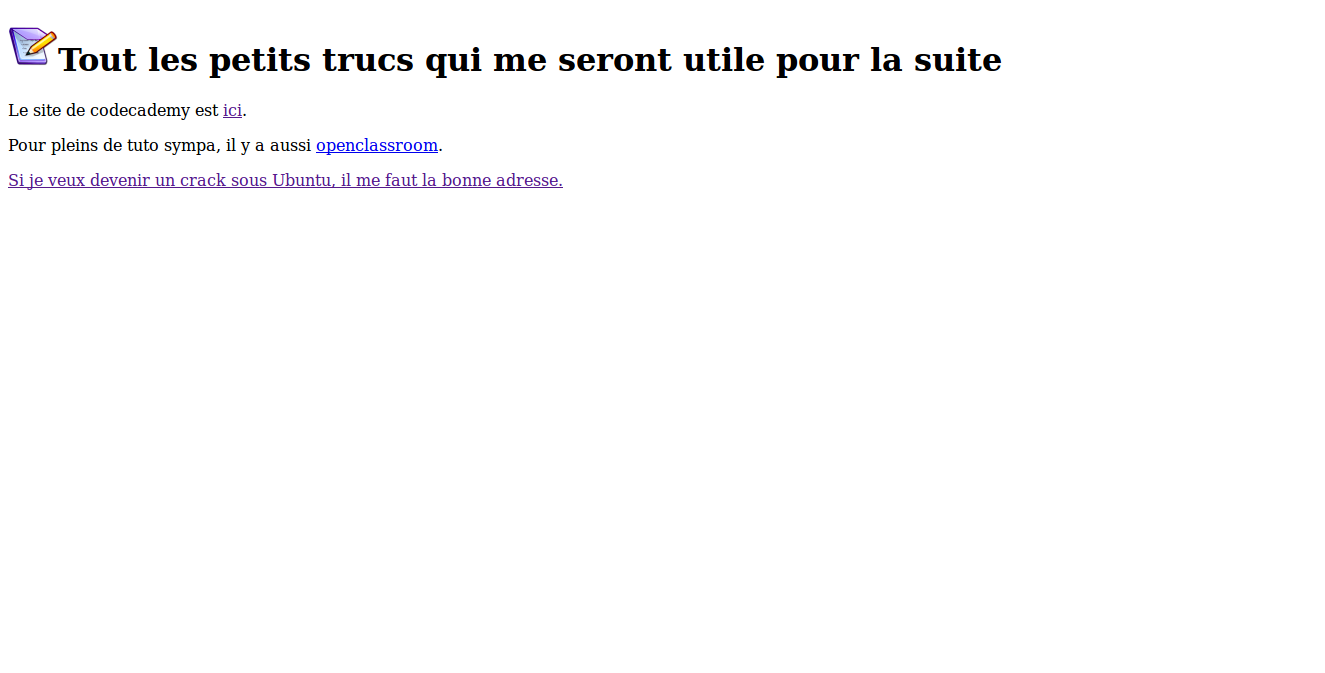 Tout les petits trucs qui me seront utile pour la suite
Le site de codecademy est ici.
Pour pleins de tuto sympa, il y a aussi openclassroom.
Si je veux devenir un crack sous Ubuntu, il me faut la bonne adresse.